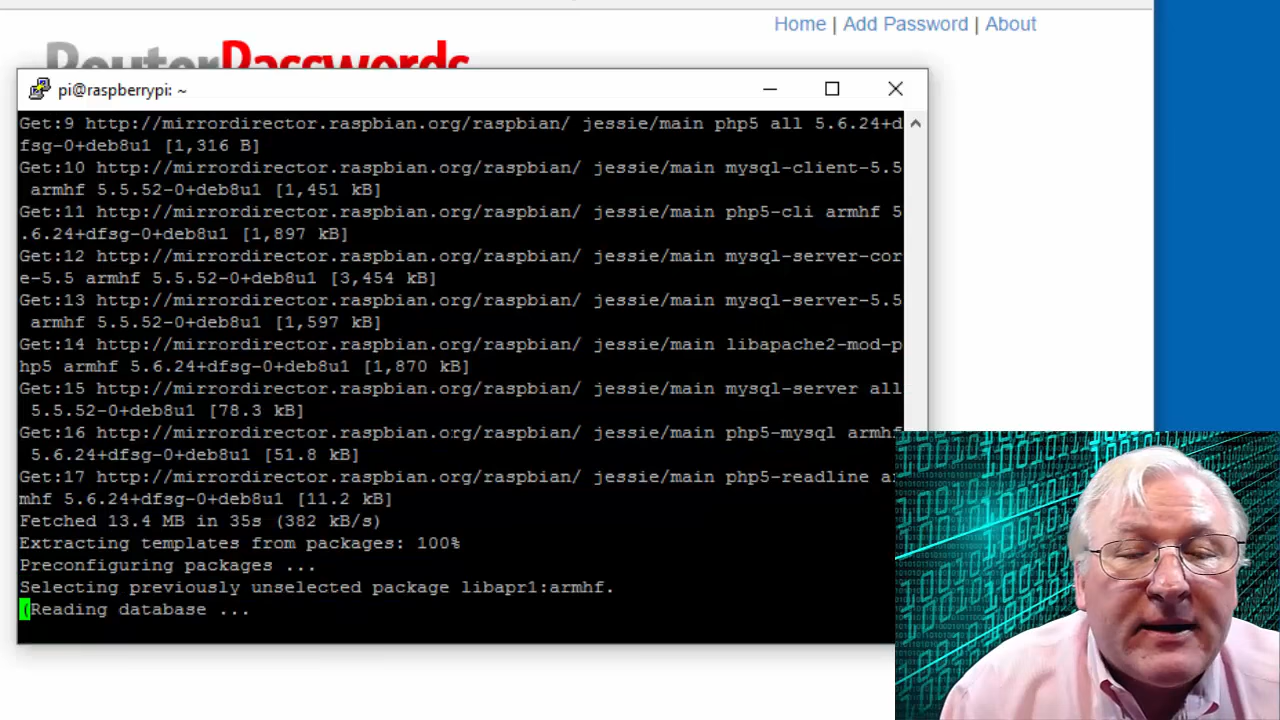 Home | Add Password | About
RouterPasswords
pi@raspberrypi: ~
Get:9 http://mirrordirector.raspbian.org/raspbian/ jessie/main php5 all 5.6.24+d
fsg-0+deb8u1 [1,316 B]
Get:10 http://mirrordirector.raspbian.org/raspbian/ jessie/main mysql-client-5.5
armhf 5.5.52-0+deb8u1 [1,451 kB]
Get:11 http://mirrordirector.raspbian.org/raspbian/ jessie/main php5-cli armhf 5
.6.24+dfsg-0+deb8u1 [1,897 kB]
Get:12 http://mirrordirector.raspbian.org/raspbian/ jessie/main mysql-server-cor
e-5.5 armhf 5.5.52-0+deb8u1 [3,454 kB]
Get:13 http://mirrordirector.raspbian.org/raspbian/ jessie/main mysql-server-5.5
armhf 5.5.52-0+deb8u1 [1,597 kB]
Get:14 http://mirrordirector.raspbian.org/raspbian/ jessie/main libapache2-mod-p
hp5 armhf 5.6.24+dfsg-0+deb8u1 [1,870 kB]
Get:15 http://mirrordirector.raspbian.org/raspbian/ jessie/main mysql-server all
5.5.52-0+deb8u1 [78.3 kB]
Get:16 http://mirrordirector.raspbian.org/raspbian/ jessie/main php5-mysql armhf
5.6.24+dfsg-0+deb8u1 [51.8 kB]
Get:17 http://mirrordirector.raspbian.org/raspbian/ jessie/main php5-readline a
mhf 5.6.24+dfsg-0+deb8u1 [11.2 kB]
Fetched 13.4 MB in 35s (382 kB/s)
Extracting templates from packages: 100%
Preconfiguring packages ...
Selecting previously unselected package libapr1:armhf.
(Reading database ...